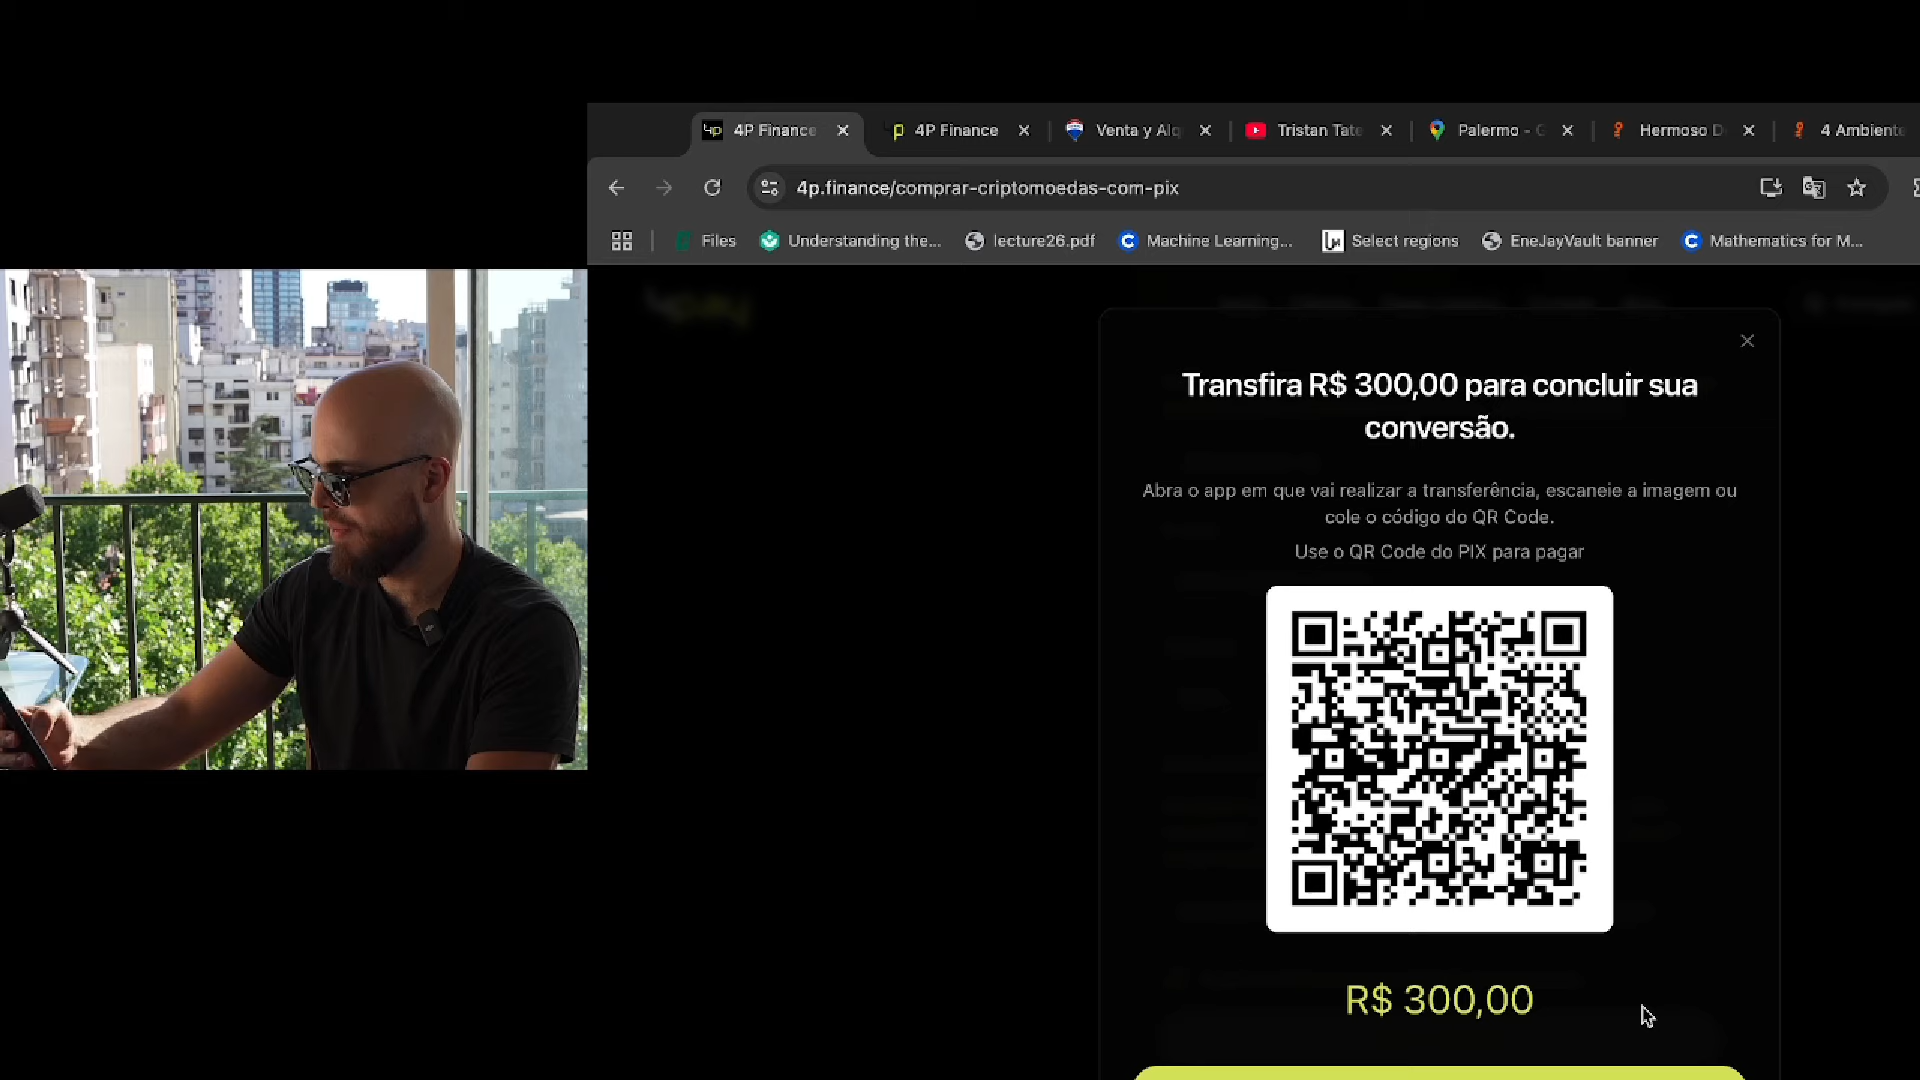 4P Finance
4P Finance
Venta y Alq
Tristan Tate
Palermo - G
Hermoso D
4 Ambiente
4p.finance/comprar-criptomoedas-com-pix
Files
Understanding the...
lecture26.pdf
Machine Learning...
Select regions
EneJayVault banner
Mathematics for M...
Transfira R$ 300,00 para concluir sua
conversão.
Abra o app em que vai realizar a transferência, escaneie a imagem ou
cole o código do QR Code.
Use o QR Code do PIX para pagar
R$ 300,00